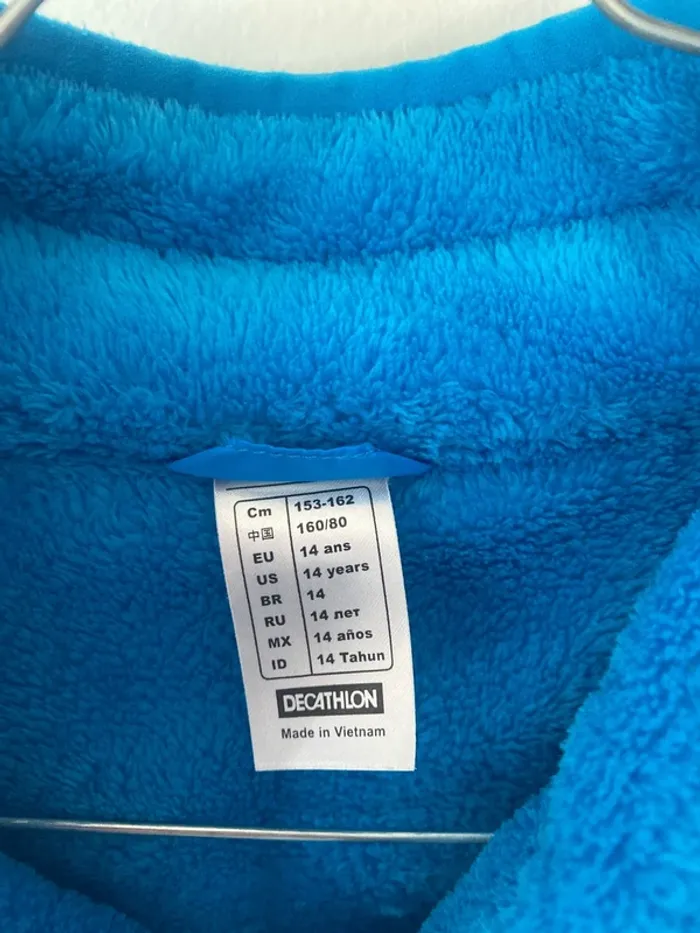 Cm 153-162
中国 160/80
EU 14 ans
US 14 years
BR 14
RU 14 лет
MX 14 años
ID 14 Tahun
DECATHLON
Made in Vietnam